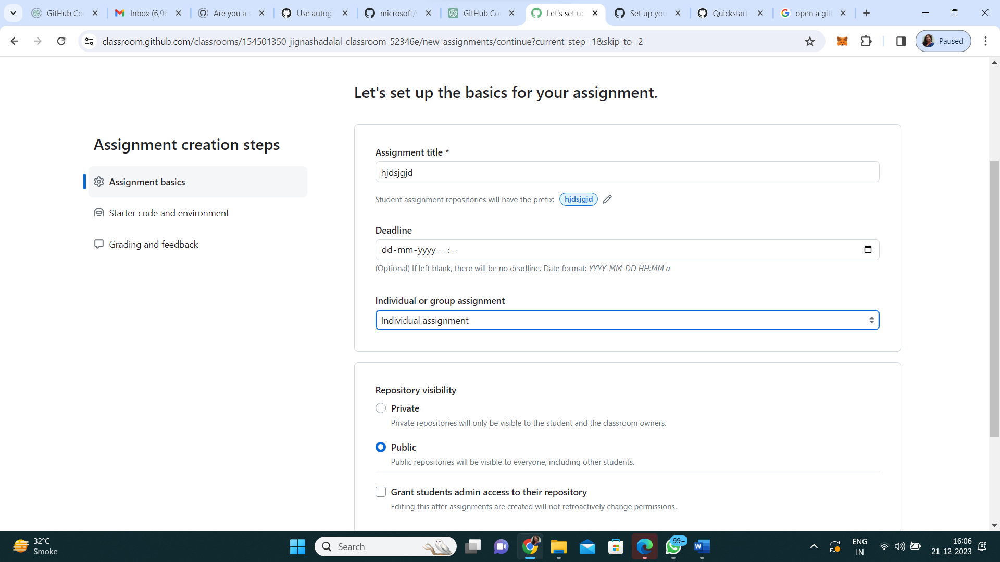 GitHub Co
Inbox (6,96
Are you a s
Use autogr
microsoft/v
GitHub Co
Let's set up
Set up you
Quickstart
open a git
classroom.github.com/classrooms/154501350-jignashadalal-classroom-52346e/new_assignments/continue?current_step=1&skip_to=2
Paused
Let's set up the basics for your assignment.
Assignment creation steps
Assignment basics
Starter code and environment
Grading and feedback
Assignment title *
hjdsjgjd
Student assignment repositories will have the prefix: hjdsjgjd
Deadline
dd-mm-yyyy --:--
(Optional) If left blank, there will be no deadline. Date format: YYYY-MM-DD HH:MM a
Individual or group assignment
Individual assignment
Repository visibility
Private
Private repositories will only be visible to the student and the classroom owners.
Public
Public repositories will be visible to everyone, including other students.
Grant students admin access to their repository
Editing this after assignments are created will not retroactively change permissions.
32°C
Smoke
Search
99+
ENG
IN
16:06
21-12-2023